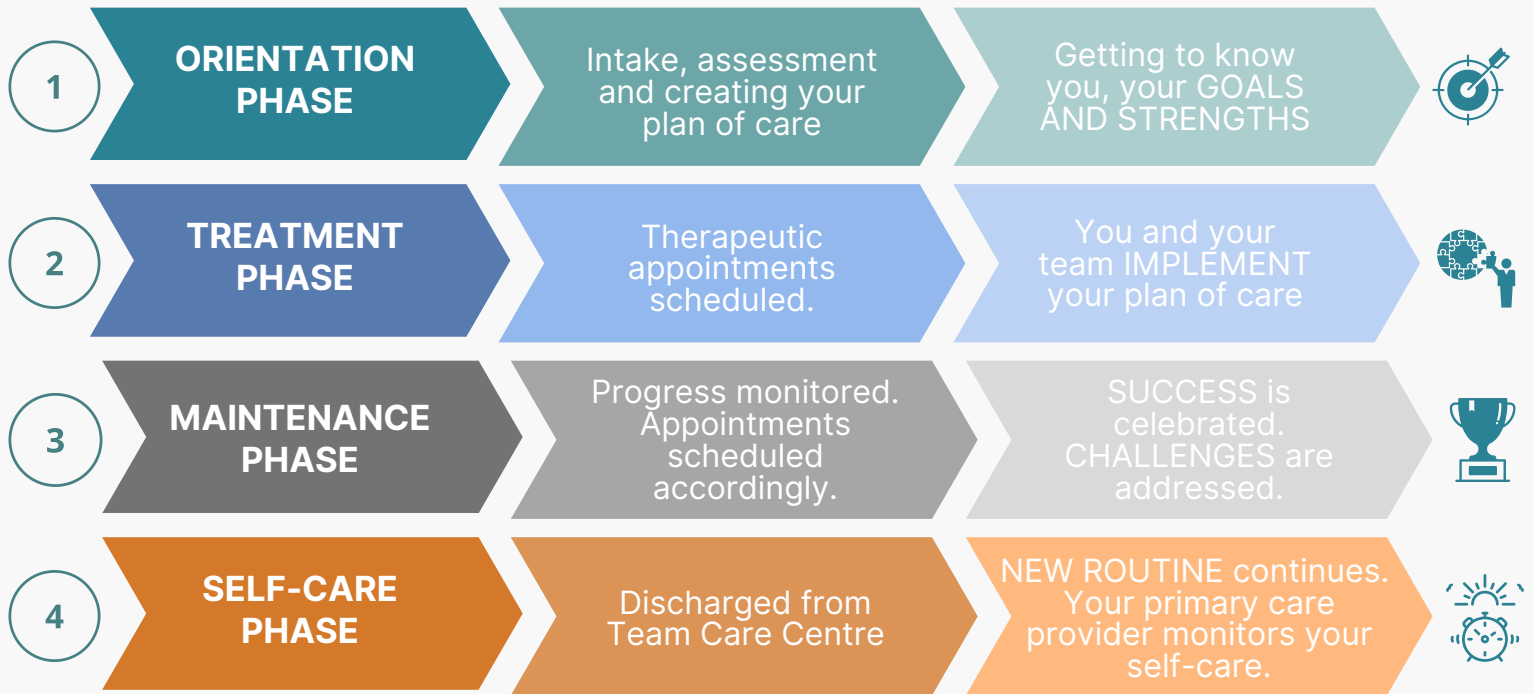 1
ORIENTATION
PHASE
Intake, assessment
and creating your
plan of care
Getting to know
you, your GOALS
AND STRENGTHS
2
TREATMENT
PHASE
Therapeutic
appointments
scheduled.
You and your
team IMPLEMENT
your plan of care
3
MAINTENANCE
PHASE
Progress monitored.
Appointments
scheduled
accordingly.
SUCCESS is
celebrated.
CHALLENGES are
addressed.
4
SELF-CARE
PHASE
Discharged from
Team Care Centre
NEW ROUTINE continues.
Your primary care
provider monitors your
self-care.